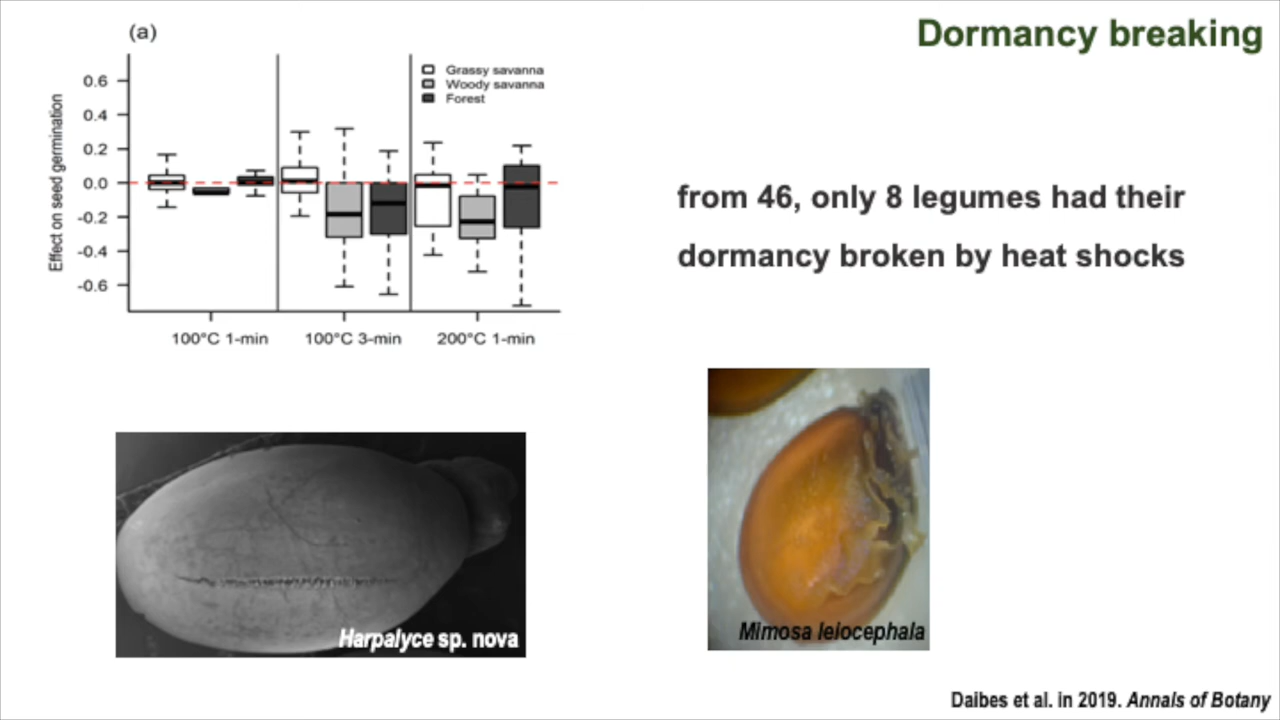 (a)
Dormancy breaking
Effect on seed germination
0.6
0.4
0.2
0.0
-0.2
-0.4
-0.6
Grassy savanna
Woody savanna
Forest
100°C 1-min
100°C 3-min
200°C 1-min
from 46, only 8 legumes had their
dormancy broken by heat shocks
Harpalyce sp. nova
Mimosa leiocephala
Daibes et al. in 2019. Annals of Botany